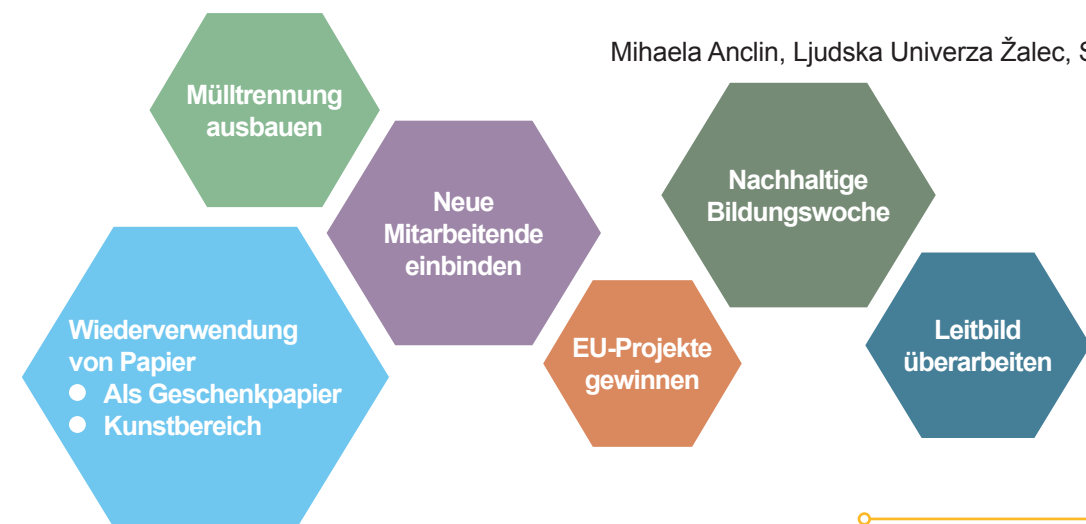 Mihaela Anclin, Ljudska Univerza Žalec, S
Mülltrennung
ausbauen
Neue
Mitarbeitende
einbinden
Nachhaltige
Bildungswoche
Wiederverwendung
von Papier
● Als Geschenkpapier
● Kunstbereich
EU-Projekte
gewinnen
Leitbild
überarbeiten